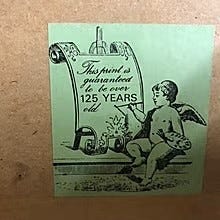 This print is
guaranteed
to be over
125 YEARS
old